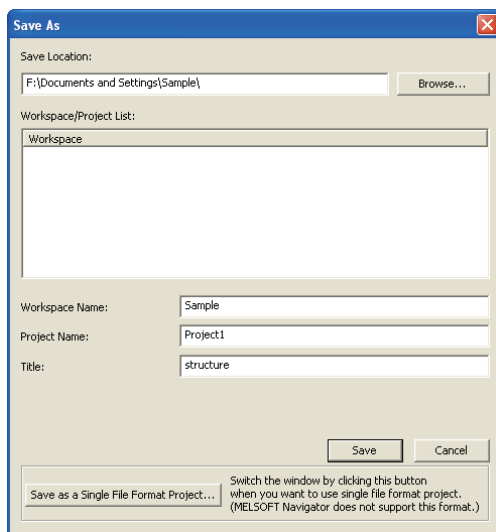 Save As
Save Location:
F:\Documents and Settings\Sample\
Browse...
Workspace/Project List:
Workspace
Workspace Name:
Sample
Project Name:
Project1
Title:
structure
Save
Cancel
Save as a Single File Format Project...
Switch the window by clicking this button
when you want to use single file format project.
(MELSOFT Navigator does not support this format.)